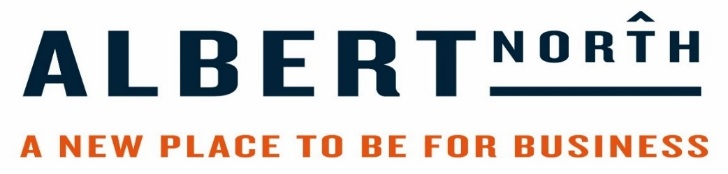 ALBERT NORTH
A NEW PLACE TO BE FOR BUSINESS